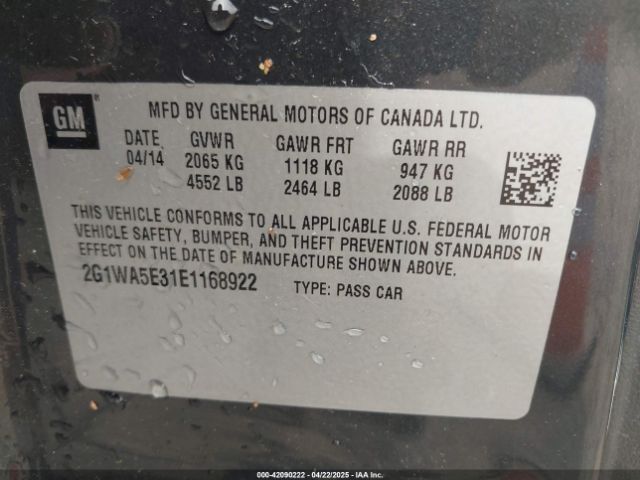 GM ®
MFD BY GENERAL MOTORS OF CANADA LTD.
DATE GVWR GAWR FRT GAWR RR
04/14 2065 KG 1118 KG 947 KG
4552 LB 2464 LB 2088 LB
THIS VEHICLE CONFORMS TO ALL APPLICABLE U.S. FEDERAL MOTOR
VEHICLE SAFETY, BUMPER, AND THEFT PREVENTION STANDARDS IN
EFFECT ON THE DATE OF MANUFACTURE SHOWN ABOVE.
2G1WA5E31E1168922 TYPE: PASS CAR
000-42090222 - 04/22/2025 - IAAI.com